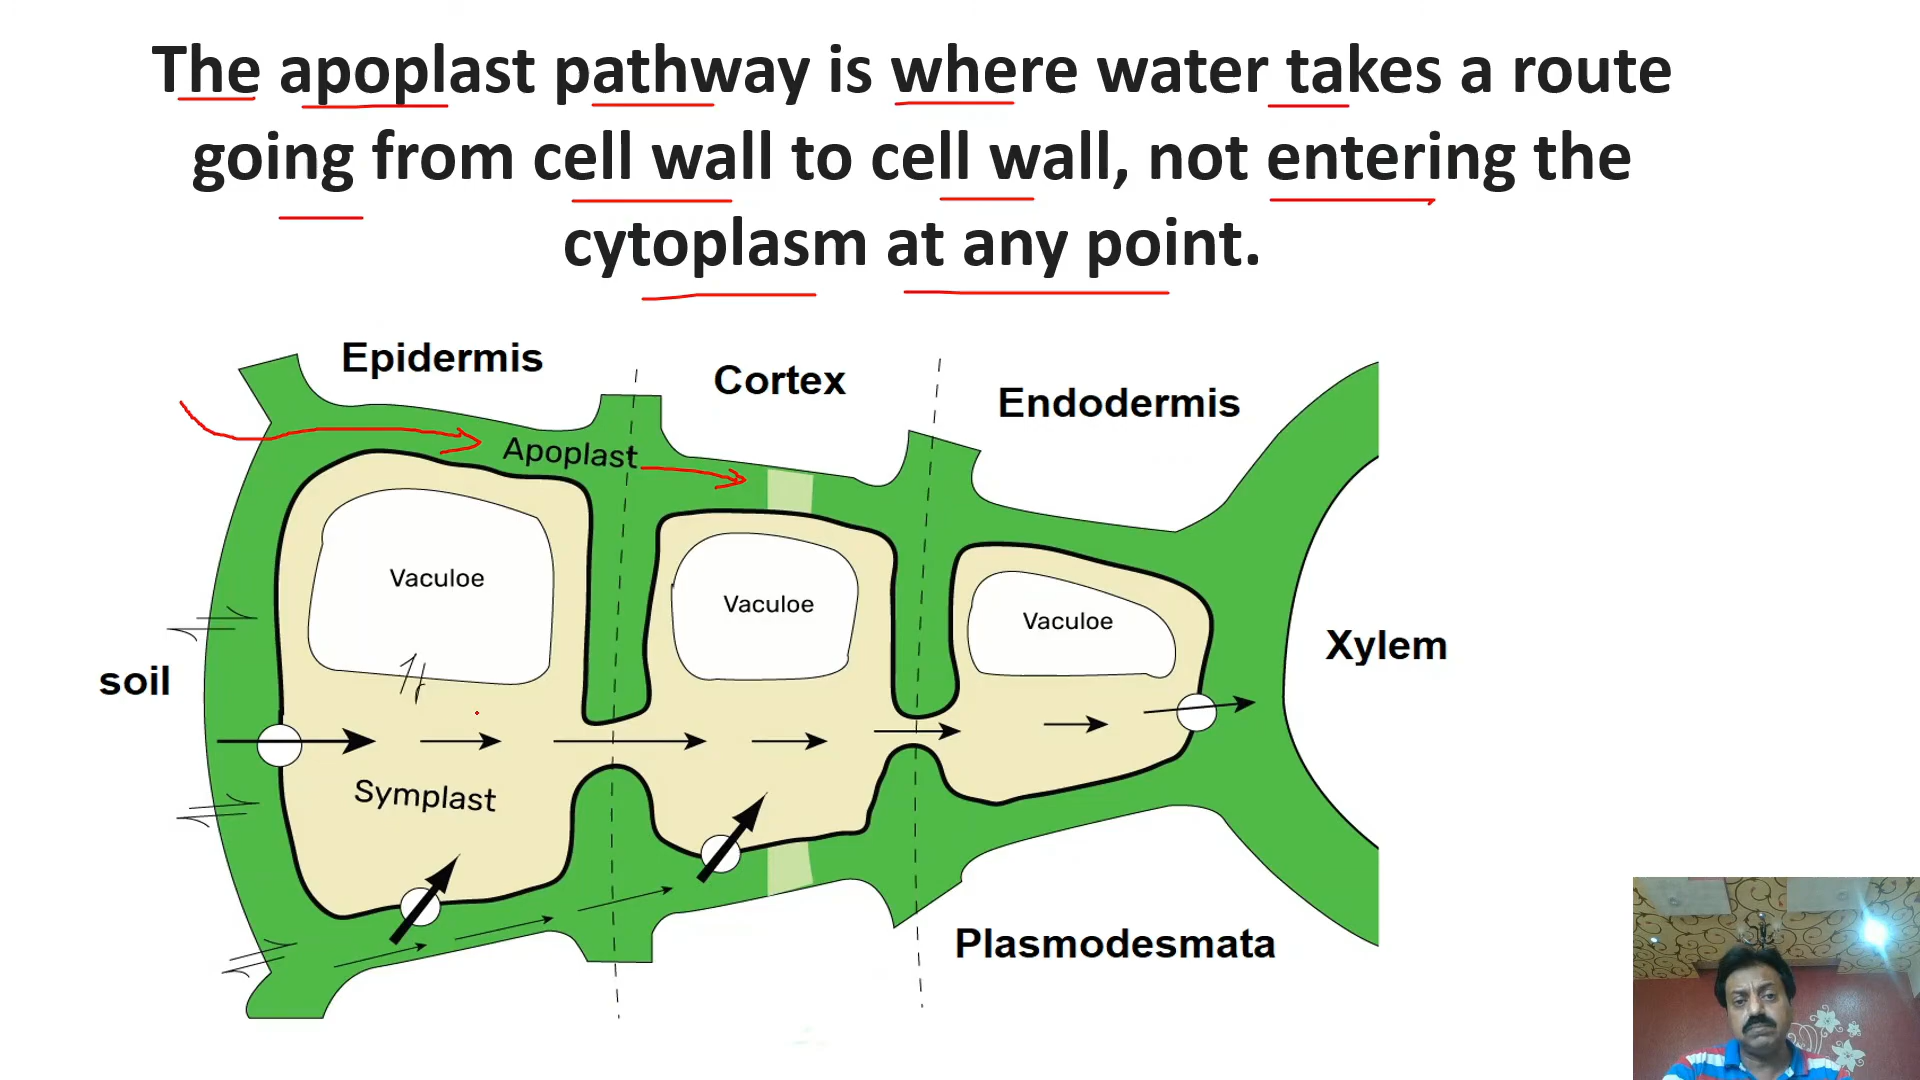 The apoplast pathway is where water takes a route
going from cell wall to cell wall, not entering the
cytoplasm at any point.
Epidermis
Cortex
Endodermis
Apoplast
Vaculoe
Vaculoe
Vaculoe
Xylem
soil
Symplast
Plasmodesmata